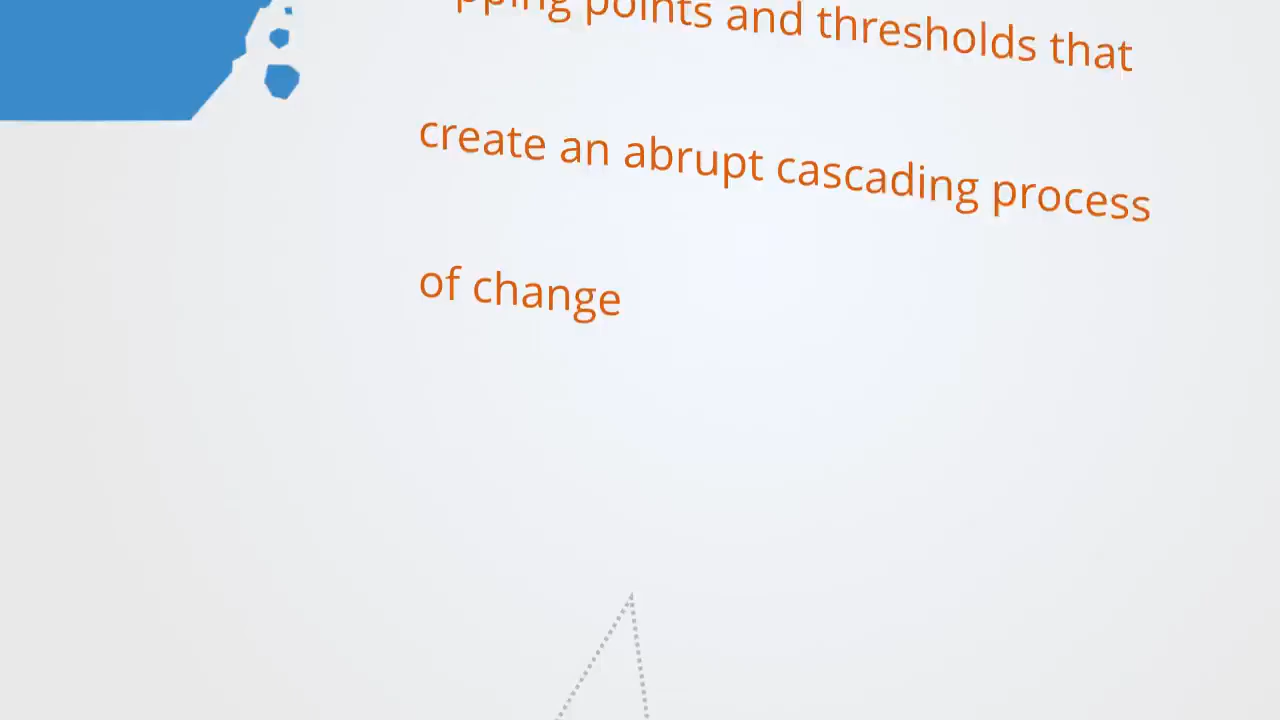 points and thresholds that
create an abrupt cascading process
of change